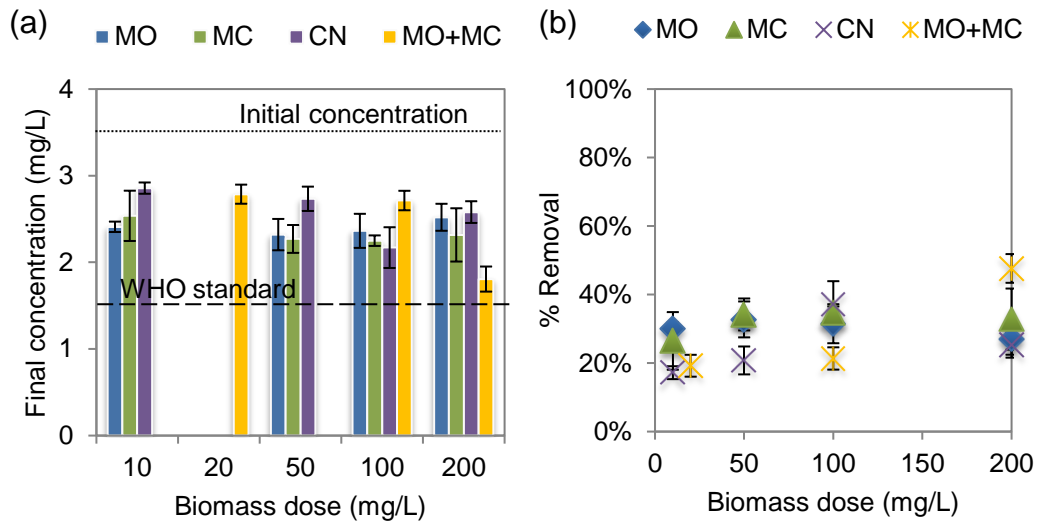 (a)
MO MC CN MO+MC
Final concentration (mg/L)
4
3
2
1
0
Initial concentration
WHO standard
10 20 50 100 200
Biomass dose (mg/L)
(b)
MO MC CN MO+MC
% Removal
100%
80%
60%
40%
20%
0%
0 50 100 150 200
Biomass dose (mg/L)